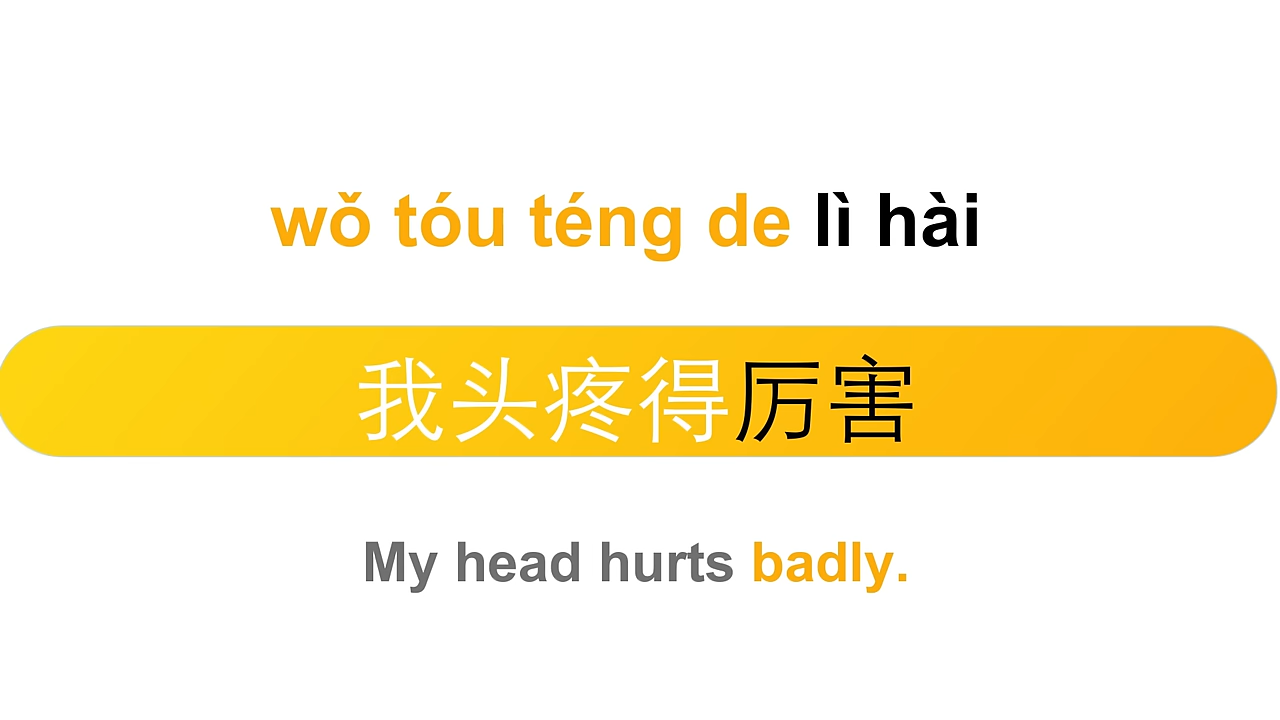 wǒ tóu téng de lì hài
我头疼得厉害
My head hurts badly.